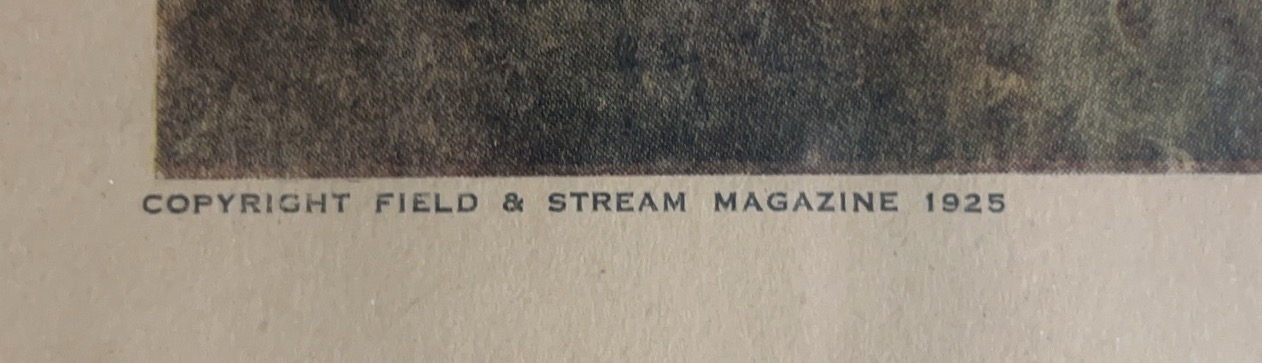 COPYRIGHT FIELD & STREAM MAGAZINE 1925